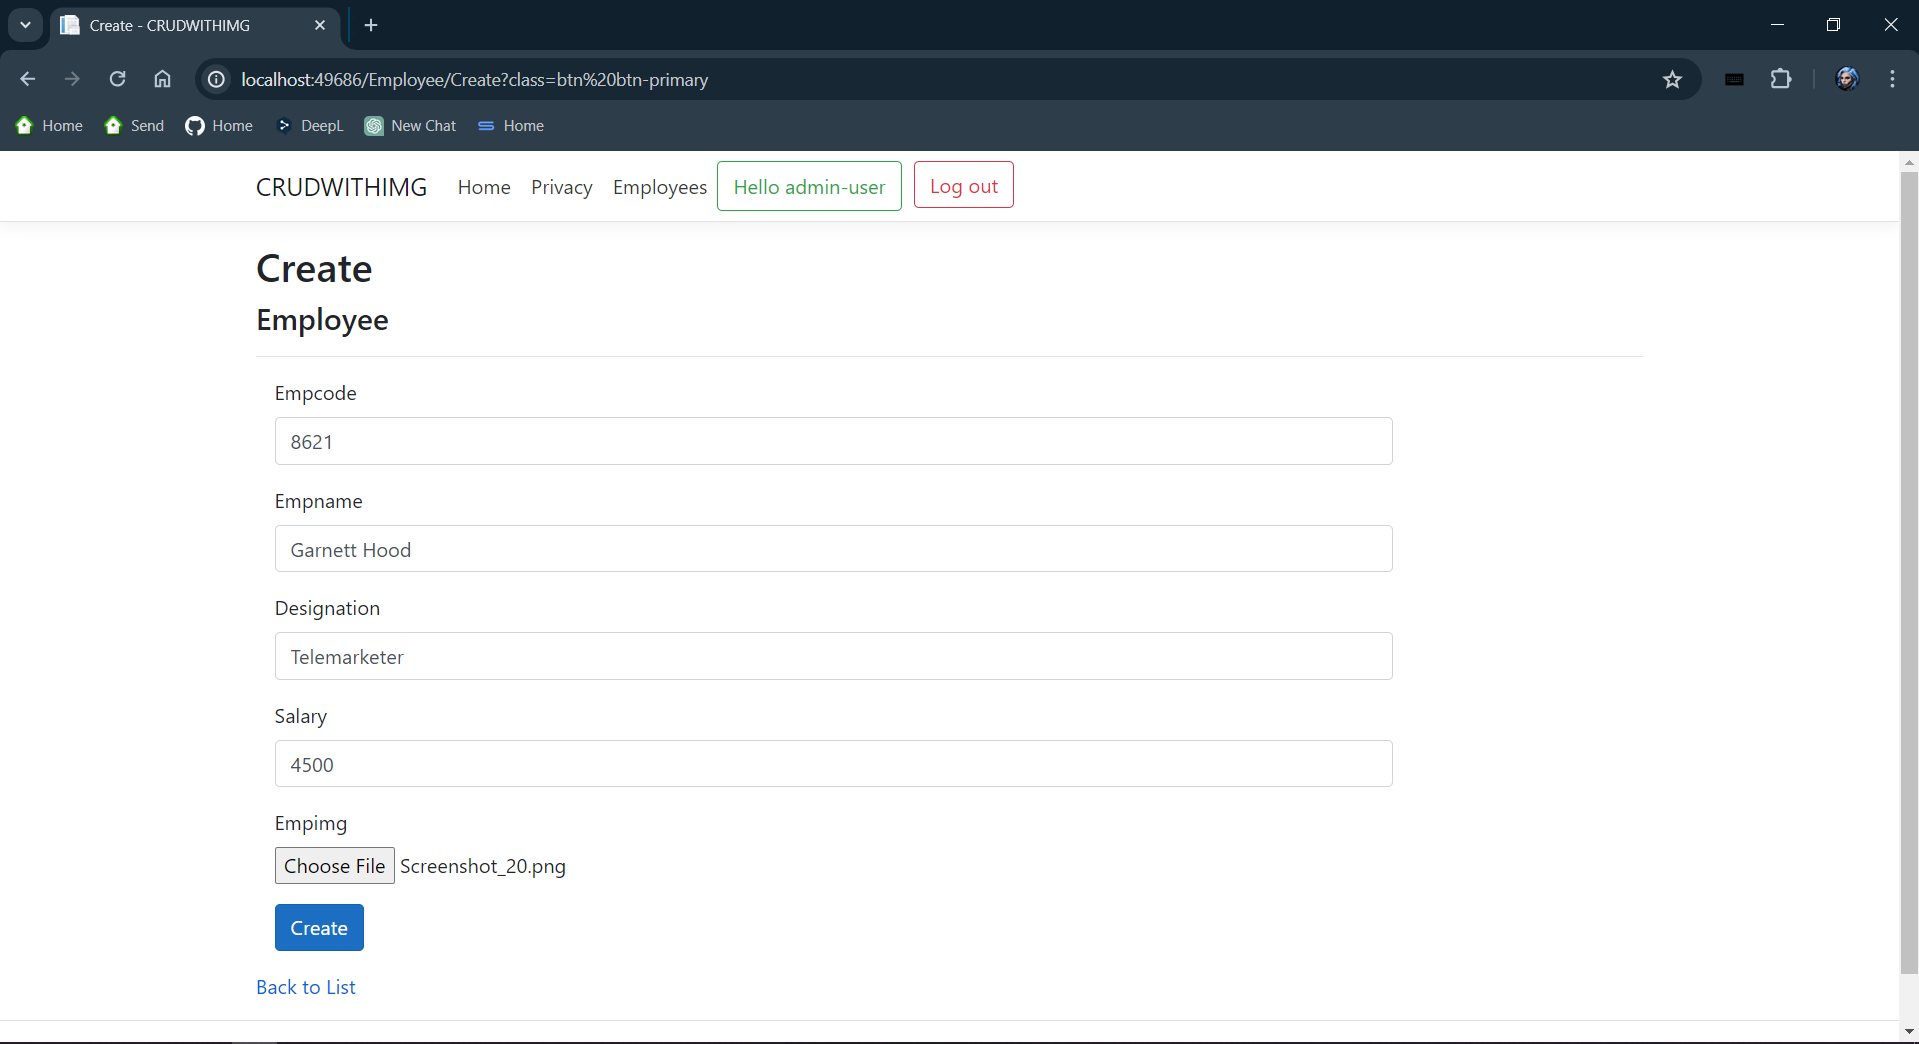 Create - CRUDWITHIMG
localhost:49686/Employee/Create?class=btn%20btn-primary
Home Send Home DeepL New Chat Home
CRUDWITHIMG Home Privacy Employees Hello admin-user Log out
Create
Employee
Empcode
8621
Empname
Garnett Hood
Designation
Telemarketer
Salary
4500
Empimg
Choose File Screenshot_20.png
Create
Back to List